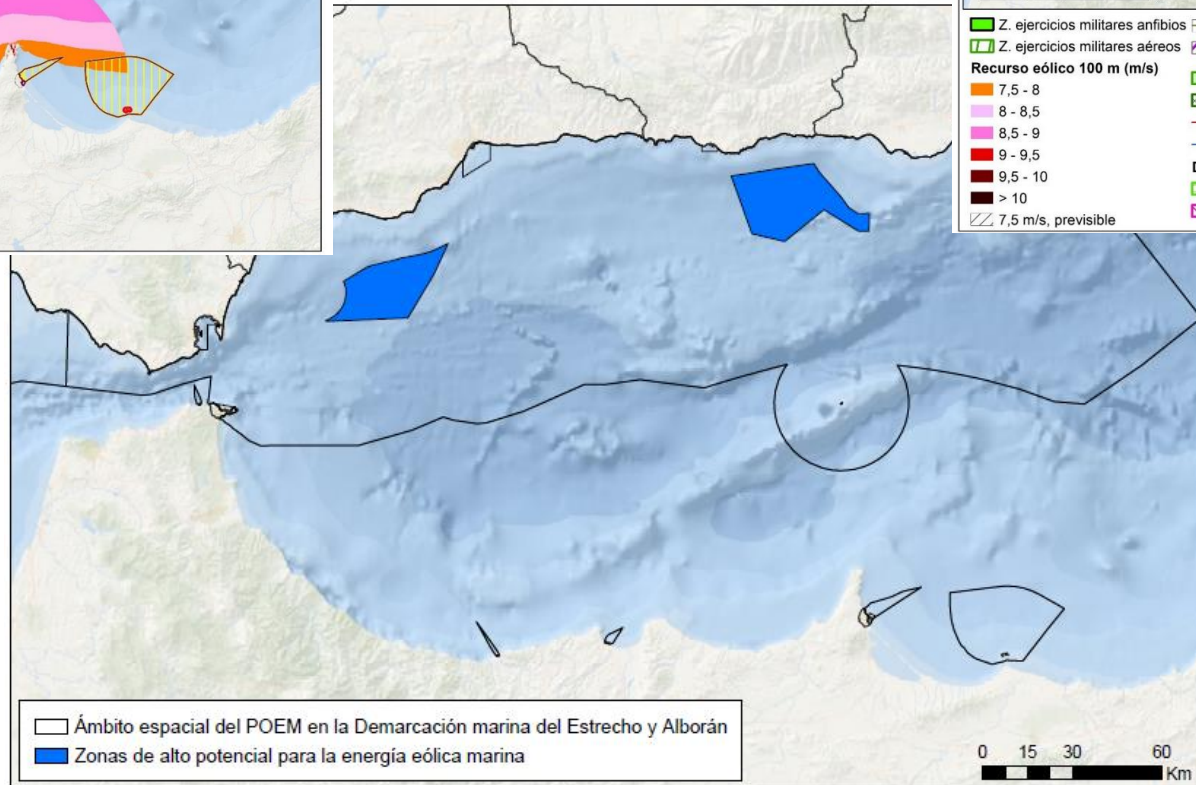 Z. ejercicios militares anfibios
Z. ejercicios militares aéreos
Recurso eólico 100 m (m/s)
7,5 - 8
8 - 8,5
8,5 - 9
9 - 9,5
9,5 - 10
> 10
7,5 m/s, previsible
Ámbito espacial del POEM en la Demarcación marina del Estrecho y Alborán
Zonas de alto potencial para la energía eólica marina
0 15 30 60
Km